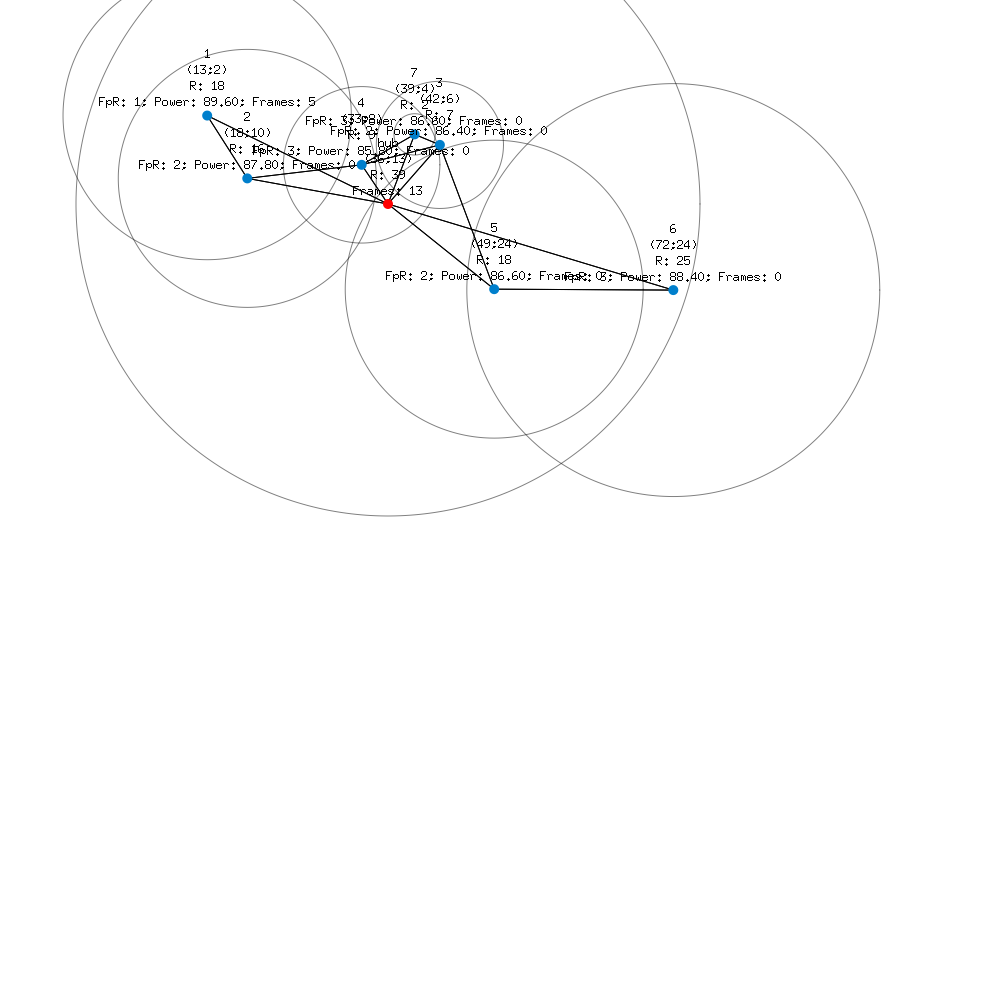 1
(13;2)
R: 18
FpR: 1; Power: 89.60; Frames: 5
2
(18;10)
R: 16
FpR: 2; Power: 87.80; Frames: 0
7
(39;4)
R: 2
FpR: 3; Power: 86.60; Frames: 0
3
(42;6)
R: 7
FpR: 2; Power: 86.40; Frames: 0
4
(33;8)
R:
FpR: 3; Power: 85.80; Frames: 0
hub
(36;13)
R: 39
Frames: 13
5
(49;24)
R: 18
FpR: 2; Power: 86.60; Frames: 0
6
(72;24)
R: 25
FpR: 3; Power: 88.40; Frames: 0